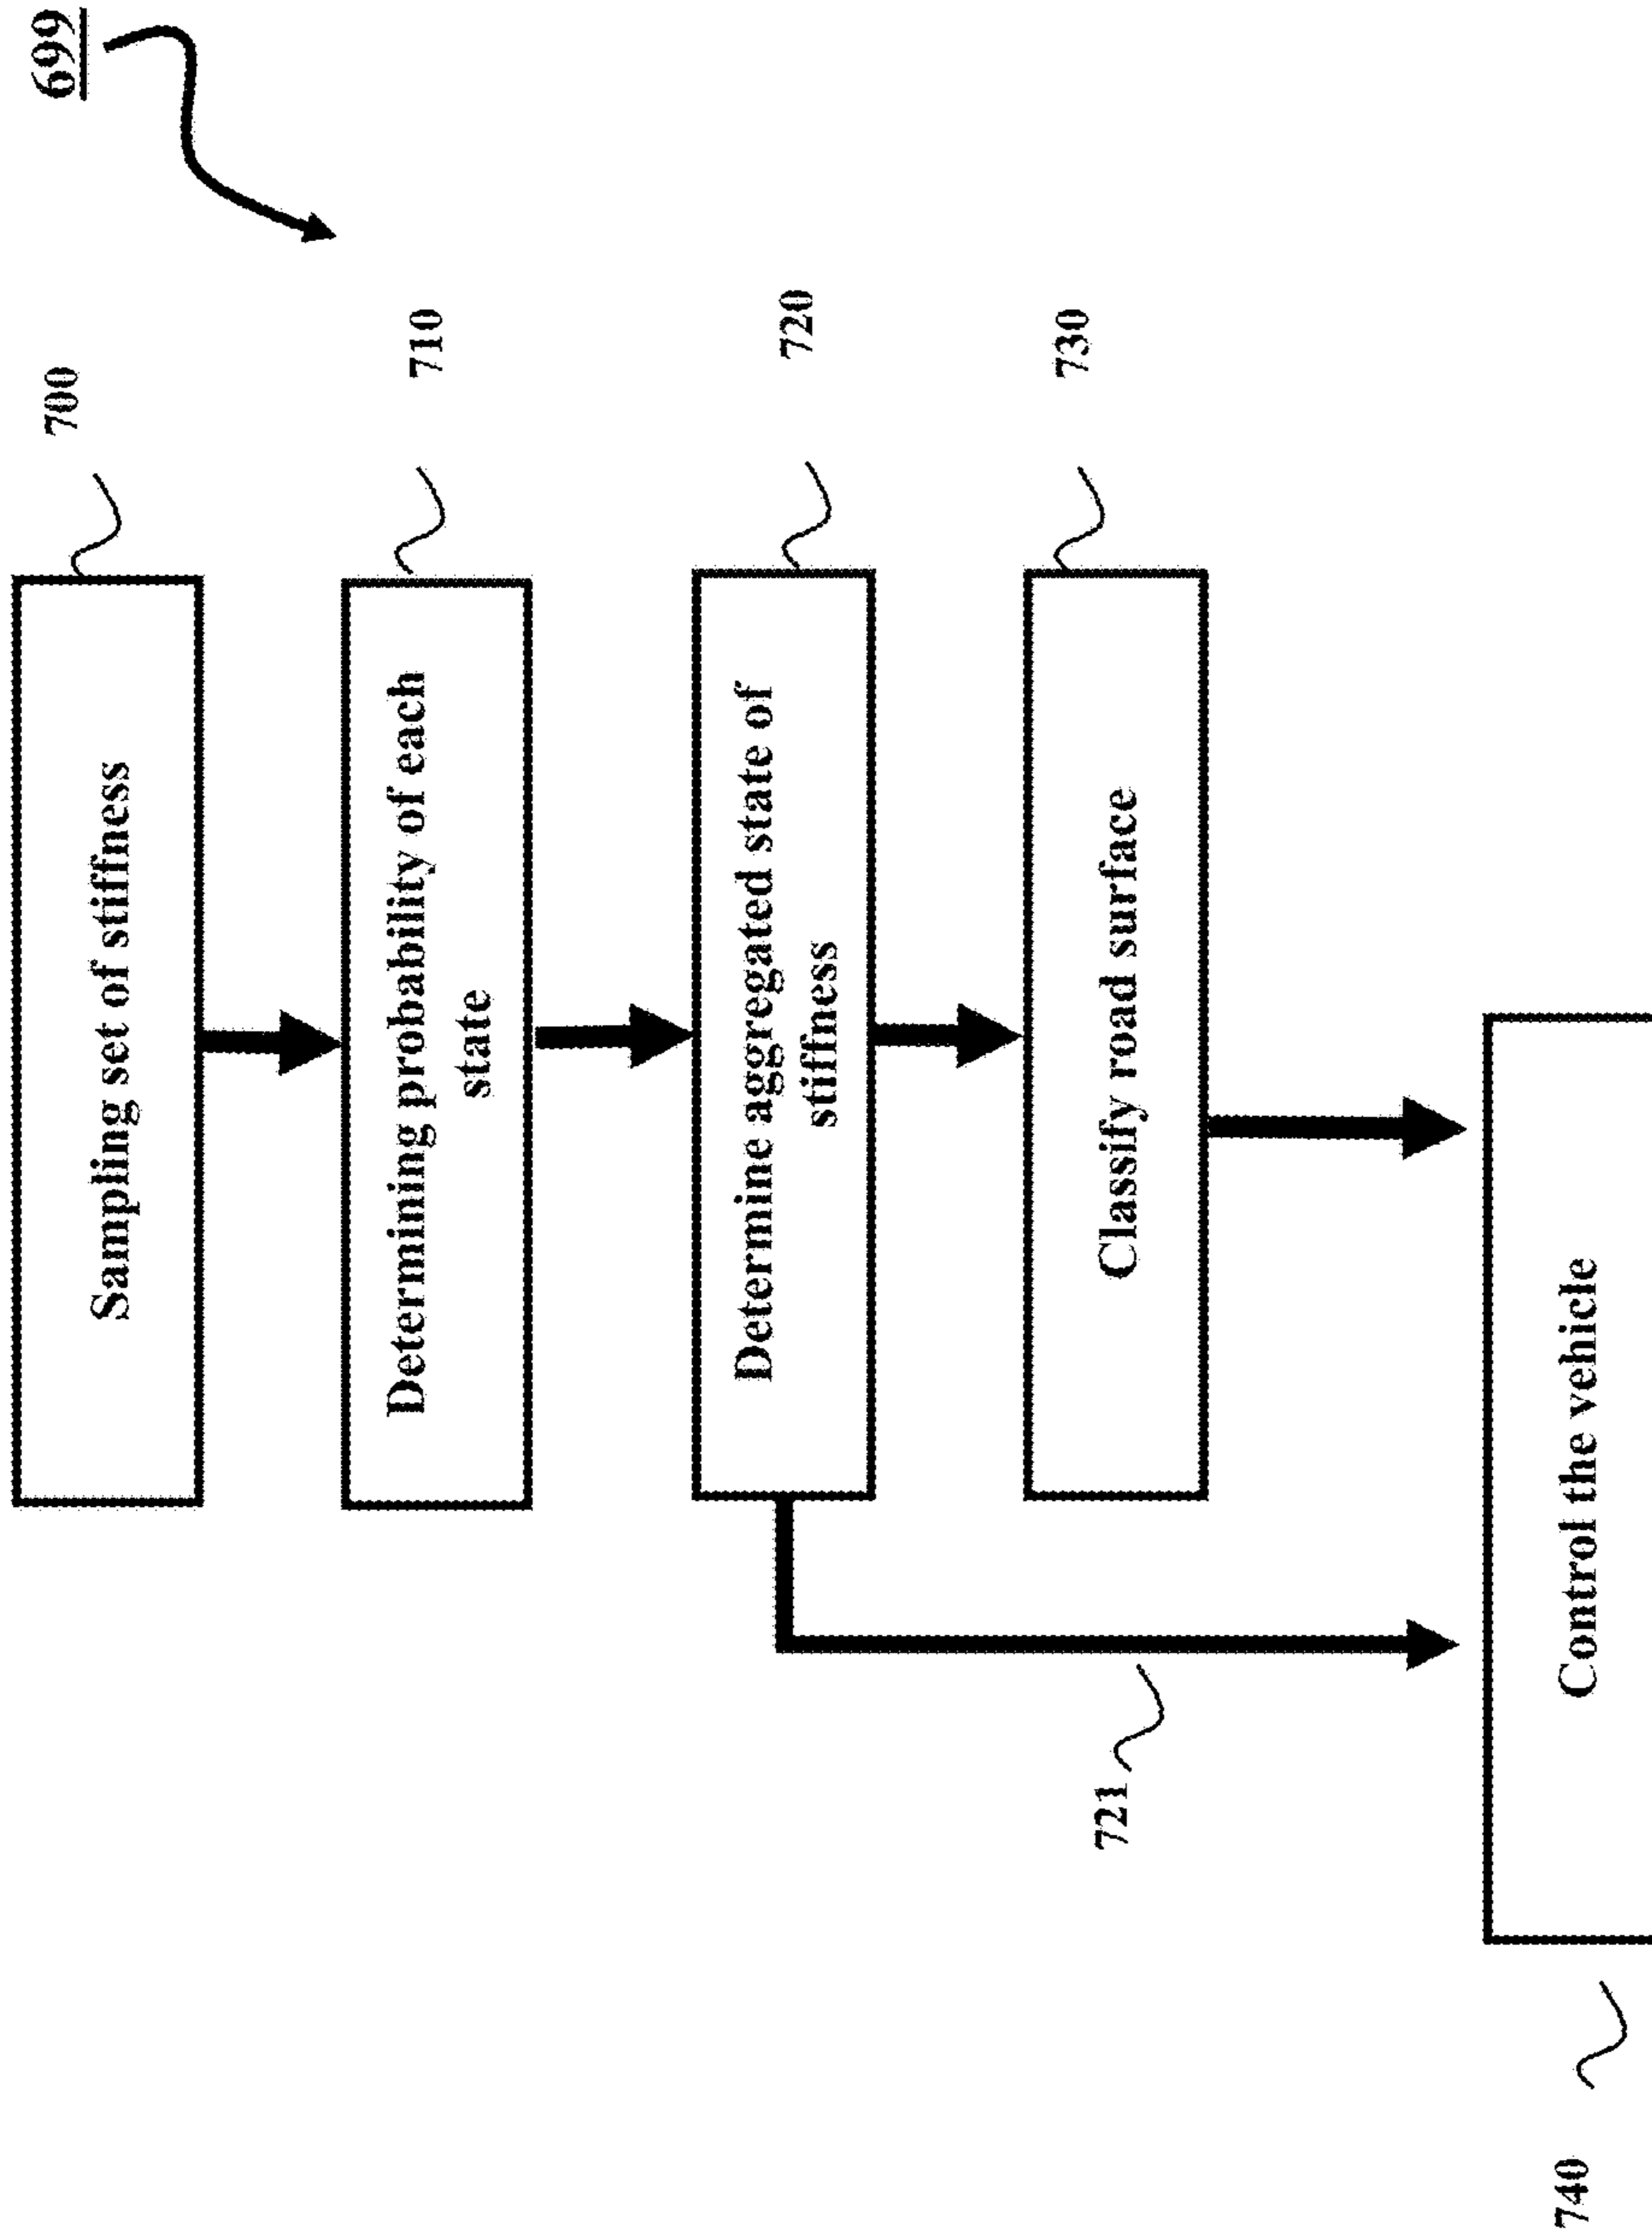 699
700
Sampling set of stiffness
710
Determining probability of each
state
720
Determine aggregated state of
stiffness
730
Classify road surface
721
Control the vehicle
740